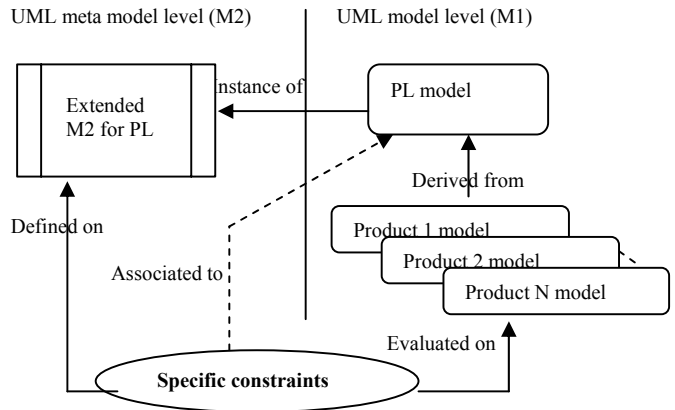 UML meta model level (M2)
UML model level (M1)
Instance of
Extended
M2 for PL
PL model
Derived from
Defined on
Product 1 model
Product 2 model
Associated to
Product N model
Evaluated on
Specific constraints